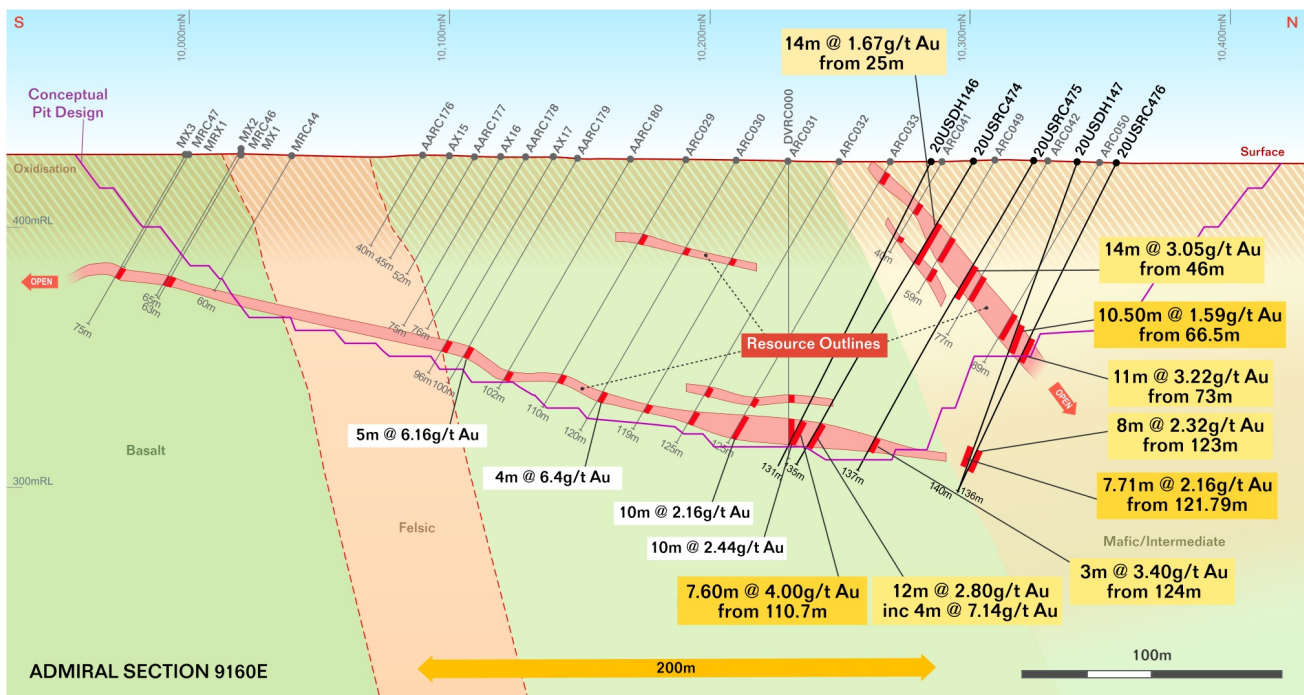 S
N
10,000mN
10,100mN
10,200mN
10,300mN
10,400mN
14m @ 1.67g/t Au
from 25m
Conceptual
Pit Design
MX3
MRC47
MRX1
MX2
MRC46
MX1
MRC44
AARC176
AX15
AARC177
AX16
AARC178
AX17
AARC179
AARC180
ARC029
ARC030
DVRC000
ARC031
ARC032
ARC033
20USDH146
ARC041
20USRC474
ARC049
20USRC475
ARC042
20USDH147
ARC050
20USRC476
Surface
Oxidisation
400mRL
OPEN
40m
45m
52m
46m
59m
77m
89m
14m @ 3.05g/t Au
from 46m
10.50m @ 1.59g/t Au
from 66.5m
11m @ 3.22g/t Au
from 73m
OPEN
8m @ 2.32g/t Au
from 123m
7.71m @ 2.16g/t Au
from 121.79m
Resource Outlines
75m
65m
63m
60m
75m
76m
96m
100m
102m
110m
120m
119m
125m
125m
131m
135m
137m
140m
136m
5m @ 6.16g/t Au
4m @ 6.4g/t Au
10m @ 2.16g/t Au
10m @ 2.44g/t Au
Basalt
300mRL
Felsic
Mafic/Intermediate
3m @ 3.40g/t Au
from 124m
7.60m @ 4.00g/t Au
from 110.7m
12m @ 2.80g/t Au
inc 4m @ 7.14g/t Au
ADMIRAL SECTION 9160E
200m
100m